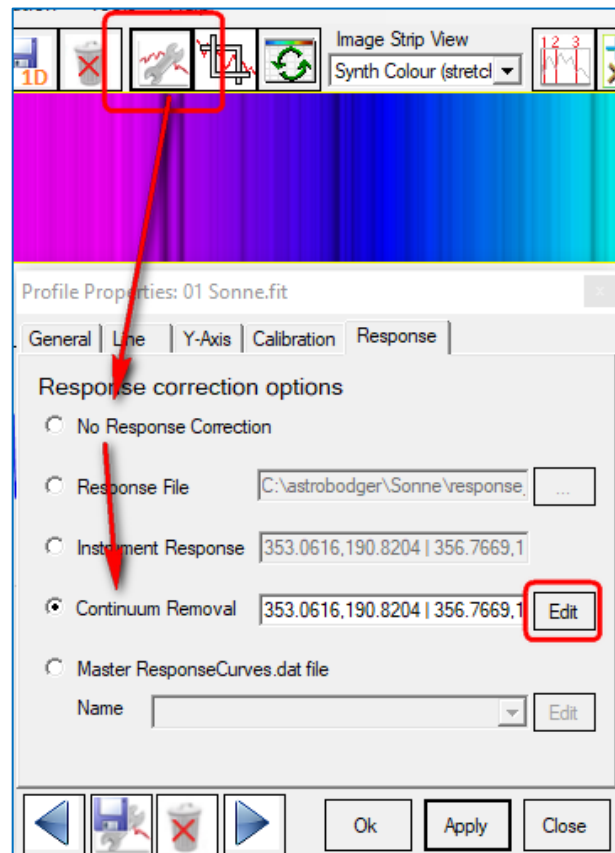 Image Strip View
1D
Synth Colour (stretcl
1 2 3
Profile Properties: 01 Sonne.fit
General Line Y-Axis Calibration Response
Response correction options
No Response Correction
Response File C:\astrobodger\Sonne\response_ ...
Instrument Response 353.0616,190.8204 | 356.7669,1
Continuum Removal 353.0616,190.8204 | 356.7669,1 Edit
Master ResponseCurves.dat file
Name Edit
Ok Apply Close